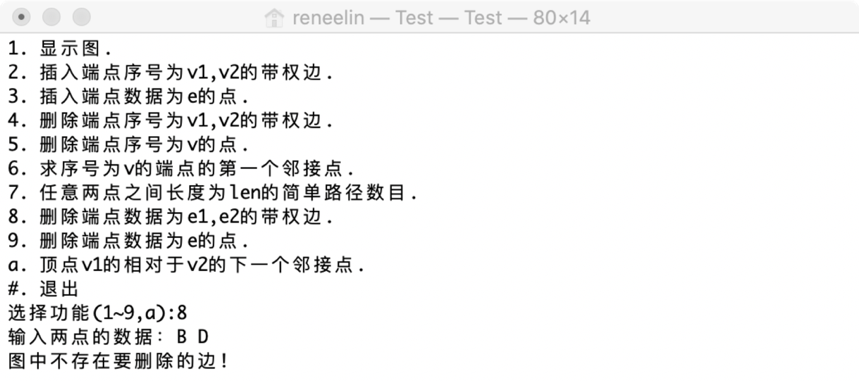 reneelin — Test — Test — 80×14
1. 显示图.
2. 插入端点序号为v1,v2的带权边.
3. 插入端点数据为e的点.
4. 删除端点序号为v1,v2的带权边.
5. 删除端点序号为v的点.
6. 求序号为v的端点的第一个邻接点.
7. 任意两点之间长度为len的简单路径数目.
8. 删除端点数据为e1,e2的带权边.
9. 删除端点数据为e的点.
a. 顶点v1的相对于v2的下一个邻接点.
#. 退出
选择功能(1~9,a):8
输入两点的数据: B D
图中不存在要删除的边!